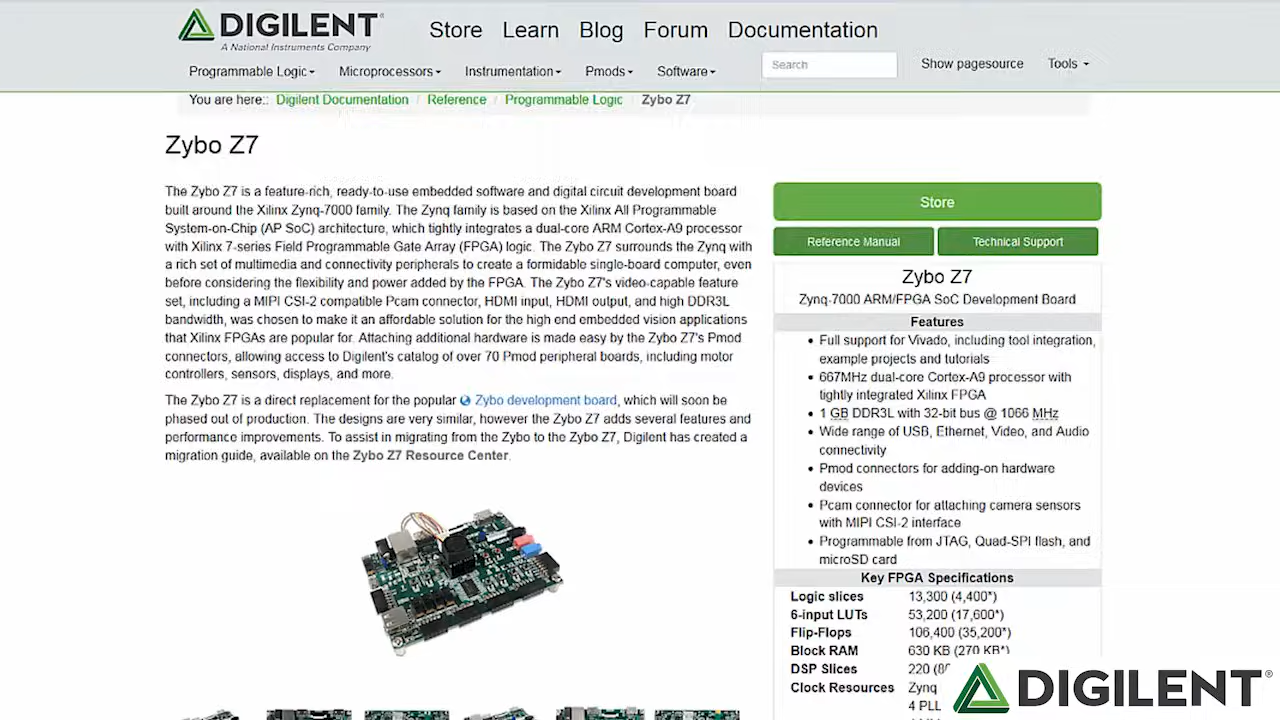 DIGILENT®
A National Instruments Company
Store Learn Blog Forum Documentation
Programmable Logic Microprocessors Instrumentation Pmods Software
Search
Show pagesource Tools
You are here:: Digilent Documentation / Reference / Programmable Logic / Zybo Z7
Zybo Z7
The Zybo Z7 is a feature-rich, ready-to-use embedded software and digital circuit development board
built around the Xilinx Zynq-7000 family. The Zynq family is based on the Xilinx All Programmable
System-on-Chip (AP SoC) architecture, which tightly integrates a dual-core ARM Cortex-A9 processor
with Xilinx 7-series Field Programmable Gate Array (FPGA) logic. The Zybo Z7 surrounds the Zynq with
a rich set of multimedia and connectivity peripherals to create a formidable single-board computer, even
before considering the flexibility and power added by the FPGA. The Zybo Z7's video-capable feature
set, including a MIPI CSI-2 compatible Pcam connector, HDMI input, HDMI output, and high DDR3L
bandwidth, was chosen to make it an affordable solution for the high end embedded vision applications
that Xilinx FPGAs are popular for. Attaching additional hardware is made easy by the Zybo Z7's Pmod
connectors, allowing access to Digilent's catalog of over 70 Pmod peripheral boards, including motor
controllers, sensors, displays, and more.
The Zybo Z7 is a direct replacement for the popular Zybo development board, which will soon be
phased out of production. The designs are very similar, however the Zybo Z7 adds several features and
performance improvements. To assist in migrating from the Zybo to the Zybo Z7, Digilent has created a
migration guide, available on the Zybo Z7 Resource Center.
Store
Reference Manual Technical Support
Zybo Z7
Zynq-7000 ARM/FPGA SoC Development Board
Features
• Full support for Vivado, including tool integration,
example projects and tutorials
• 667MHz dual-core Cortex-A9 processor with
tightly integrated Xilinx FPGA
• 1 GB DDR3L with 32-bit bus @ 1066 MHz
• Wide range of USB, Ethernet, Video, and Audio
connectivity
• Pmod connectors for adding-on hardware
devices
• Pcam connector for attaching camera sensors
with MIPI CSI-2 interface
• Programmable from JTAG, Quad-SPI flash, and
microSD card
Key FPGA Specifications
Logic slices 13,300 (4,400*)
6-input LUTs 53,200 (17,600*)
Flip-Flops 106,400 (35,200*)
Block RAM 630 KB (270 KB*)
DSP Slices 220
Clock Resources Zynq
4 PLL
DIGILENT®